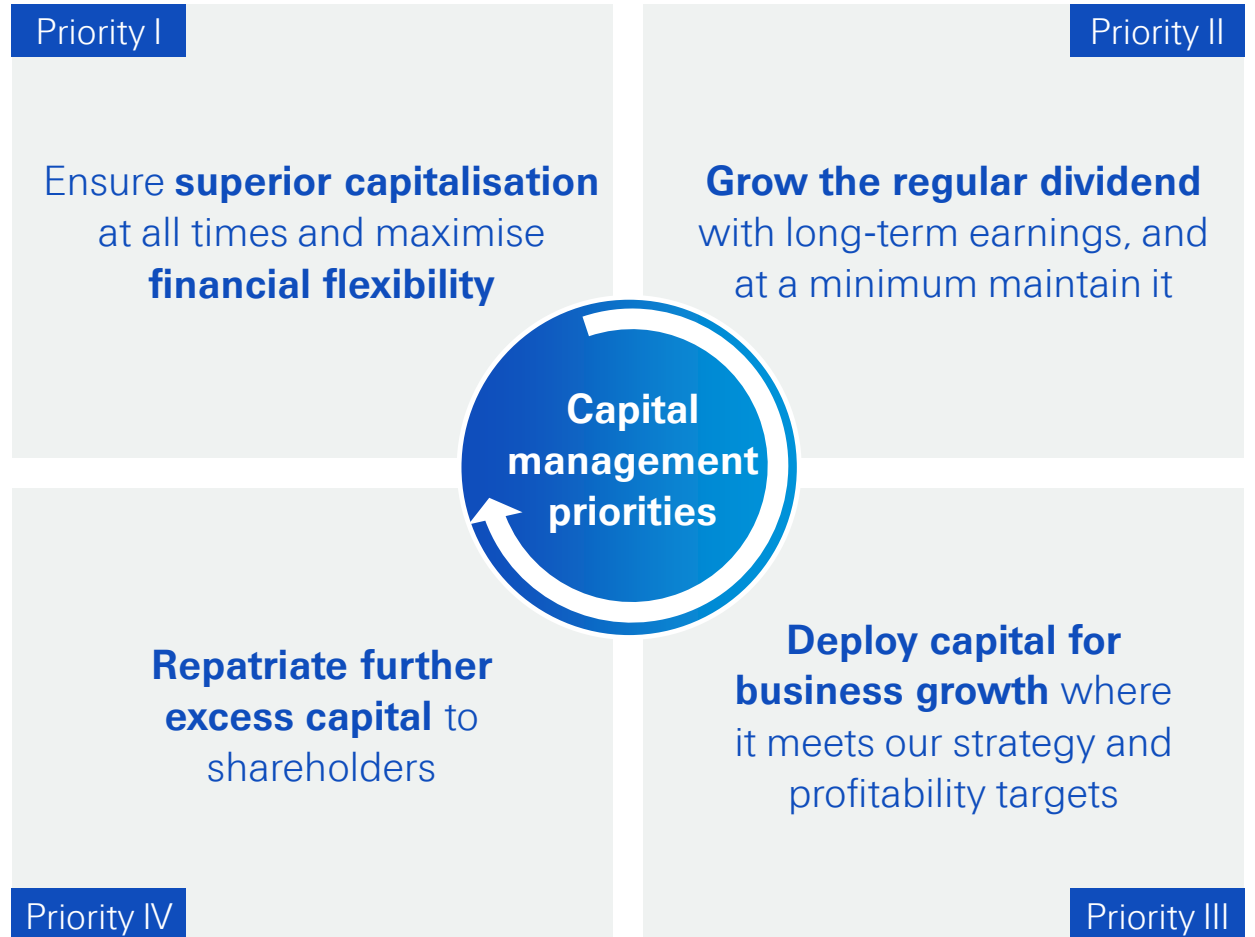 Priority I
Ensure superior capitalisation
at all times and maximise
financial flexibility
Priority II
Grow the regular dividend
with long-term earnings, and
at a minimum maintain it
Capital
management
priorities
Deploy capital for
business growth where
it meets our strategy and
profitability targets
Priority III
Repatriate further
excess capital to
shareholders
Priority IV